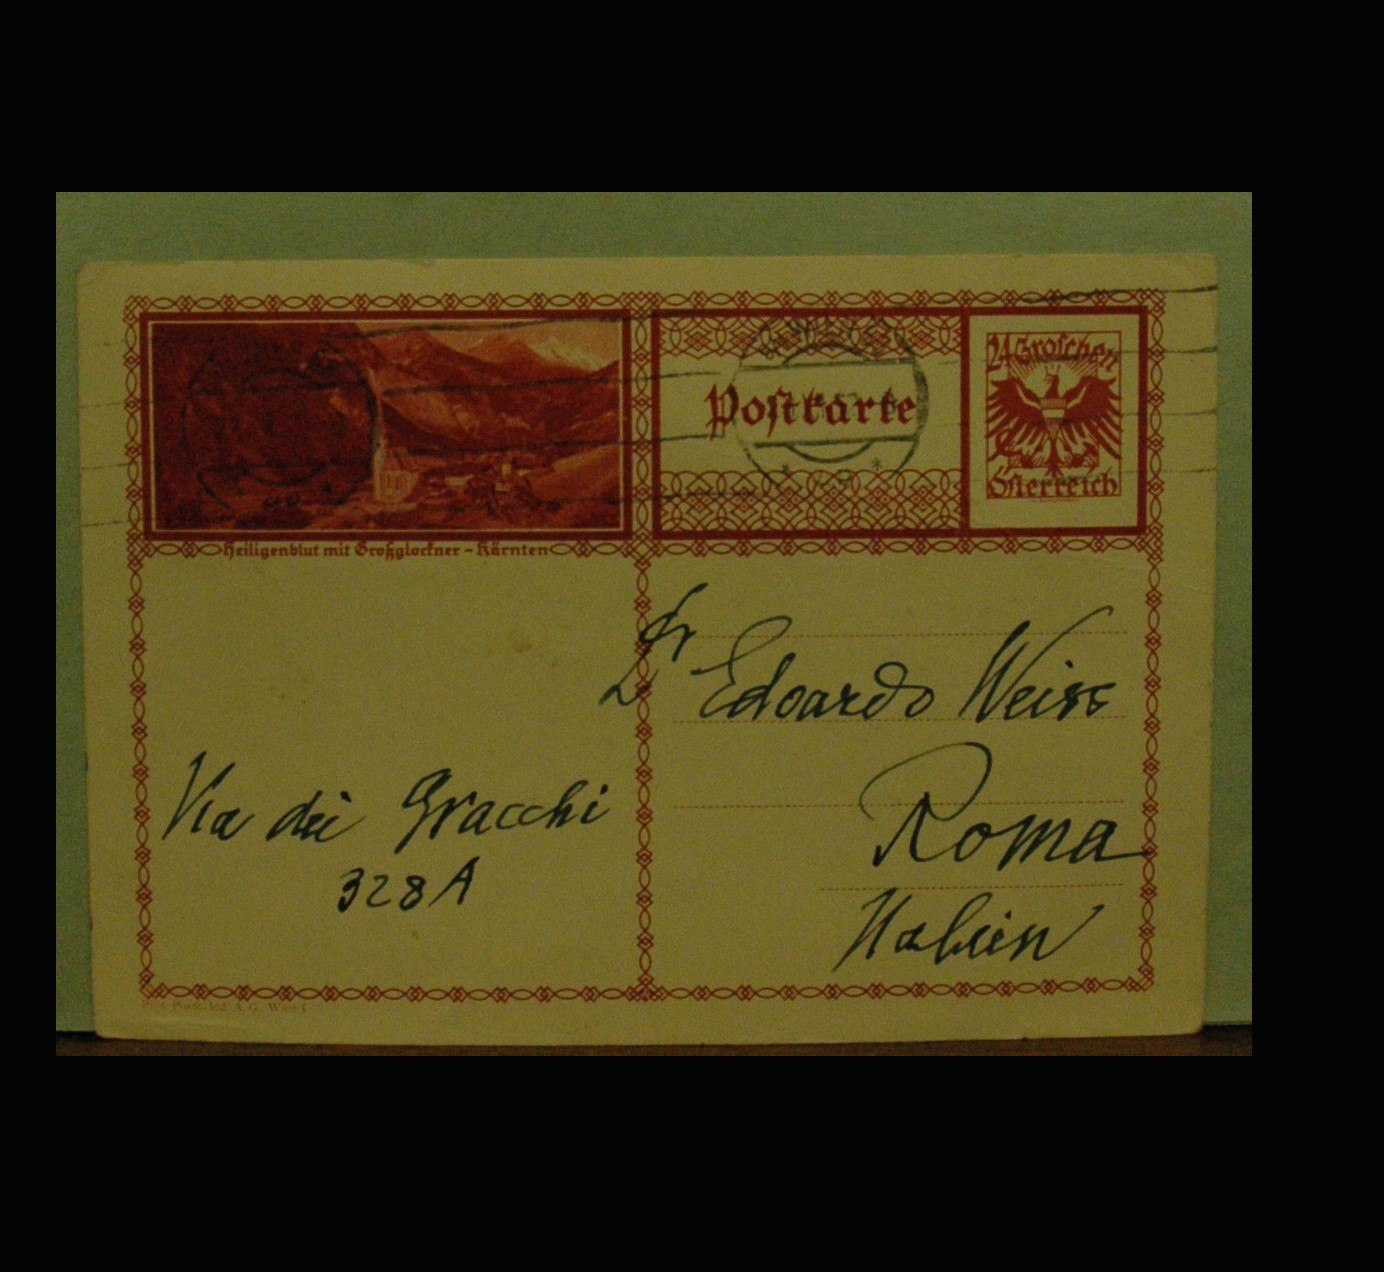 Postkarte
24 Groschen
Österreich
Heiligenblut mit Großglockner - Kärnten
Dr
Edoardo Weiss
Via dei Gracchi
328A
Roma
Italien